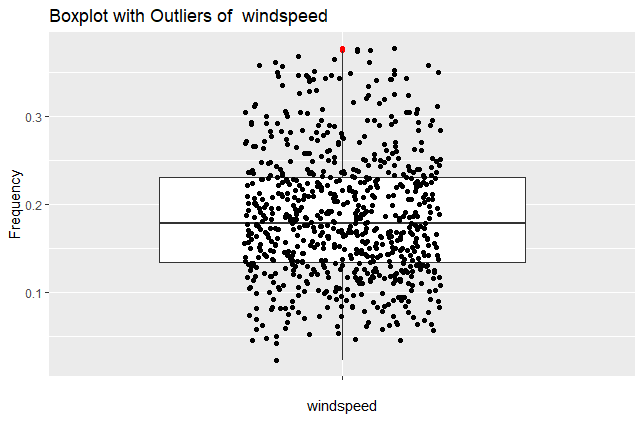 Boxplot with Outliers of  windspeed
Frequency
0.3
0.2
0.1
windspeed